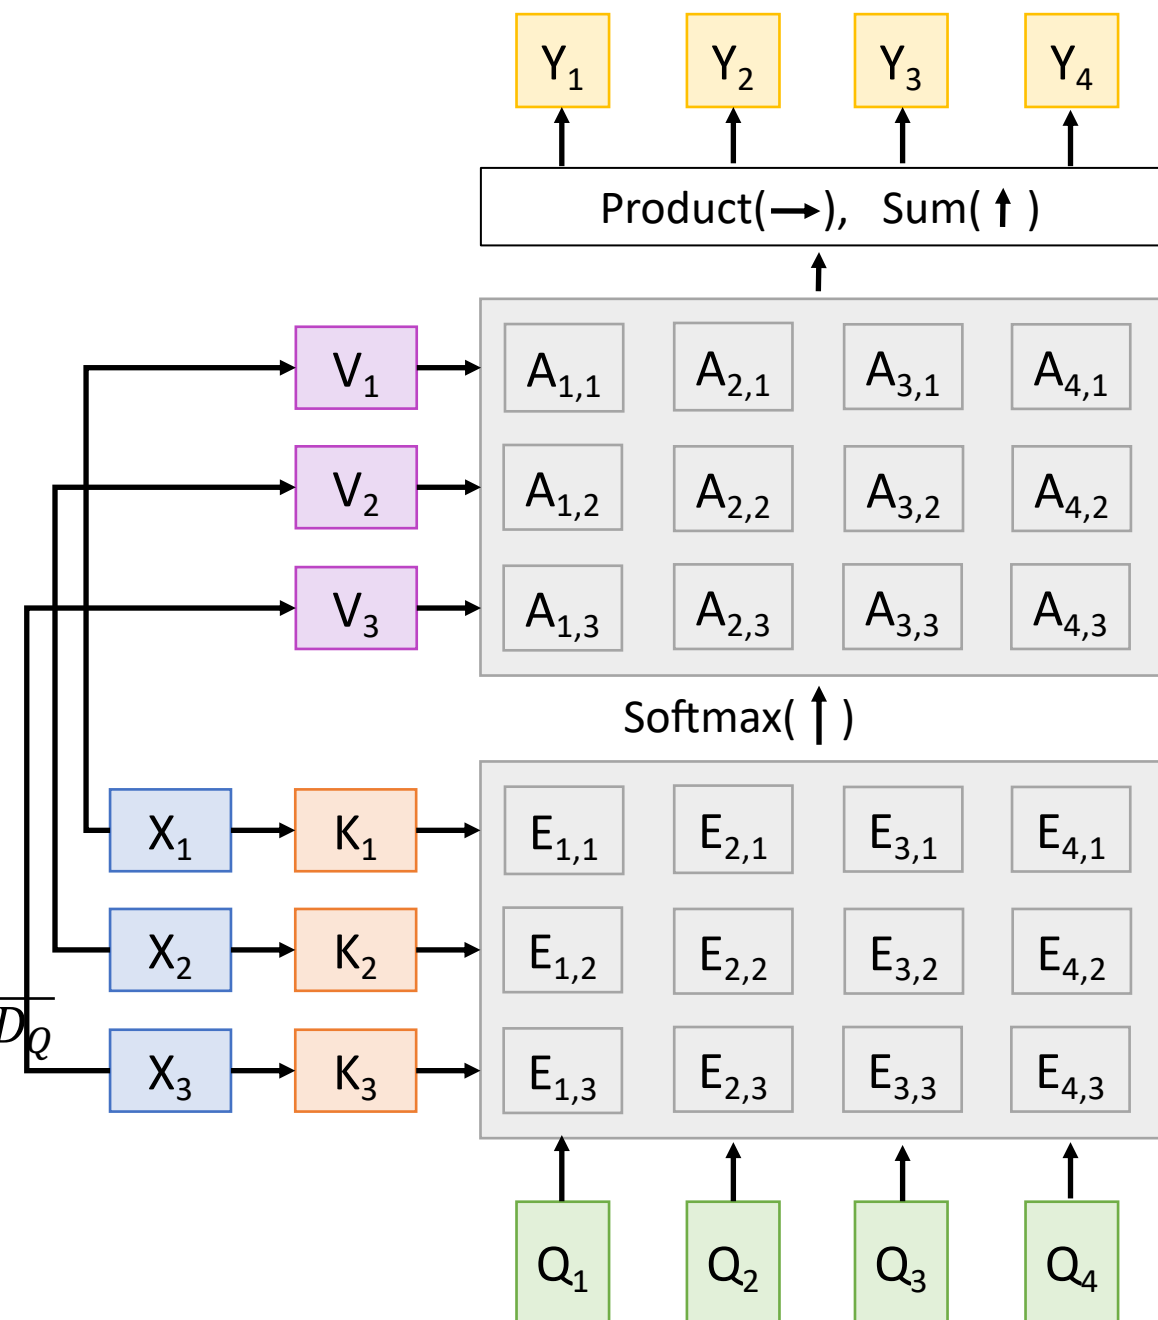 Y1 Y2 Y3 Y4
Product(→), Sum(↑)
V1 A1,1 A2,1 A3,1 A4,1
V2 A1,2 A2,2 A3,2 A4,2
V3 A1,3 A2,3 A3,3 A4,3
Softmax(↑)
X1 K1 E1,1 E2,1 E3,1 E4,1
X2 K2 E1,2 E2,2 E3,2 E4,2
DQ
X3 K3 E1,3 E2,3 E3,3 E4,3
Q1 Q2 Q3 Q4